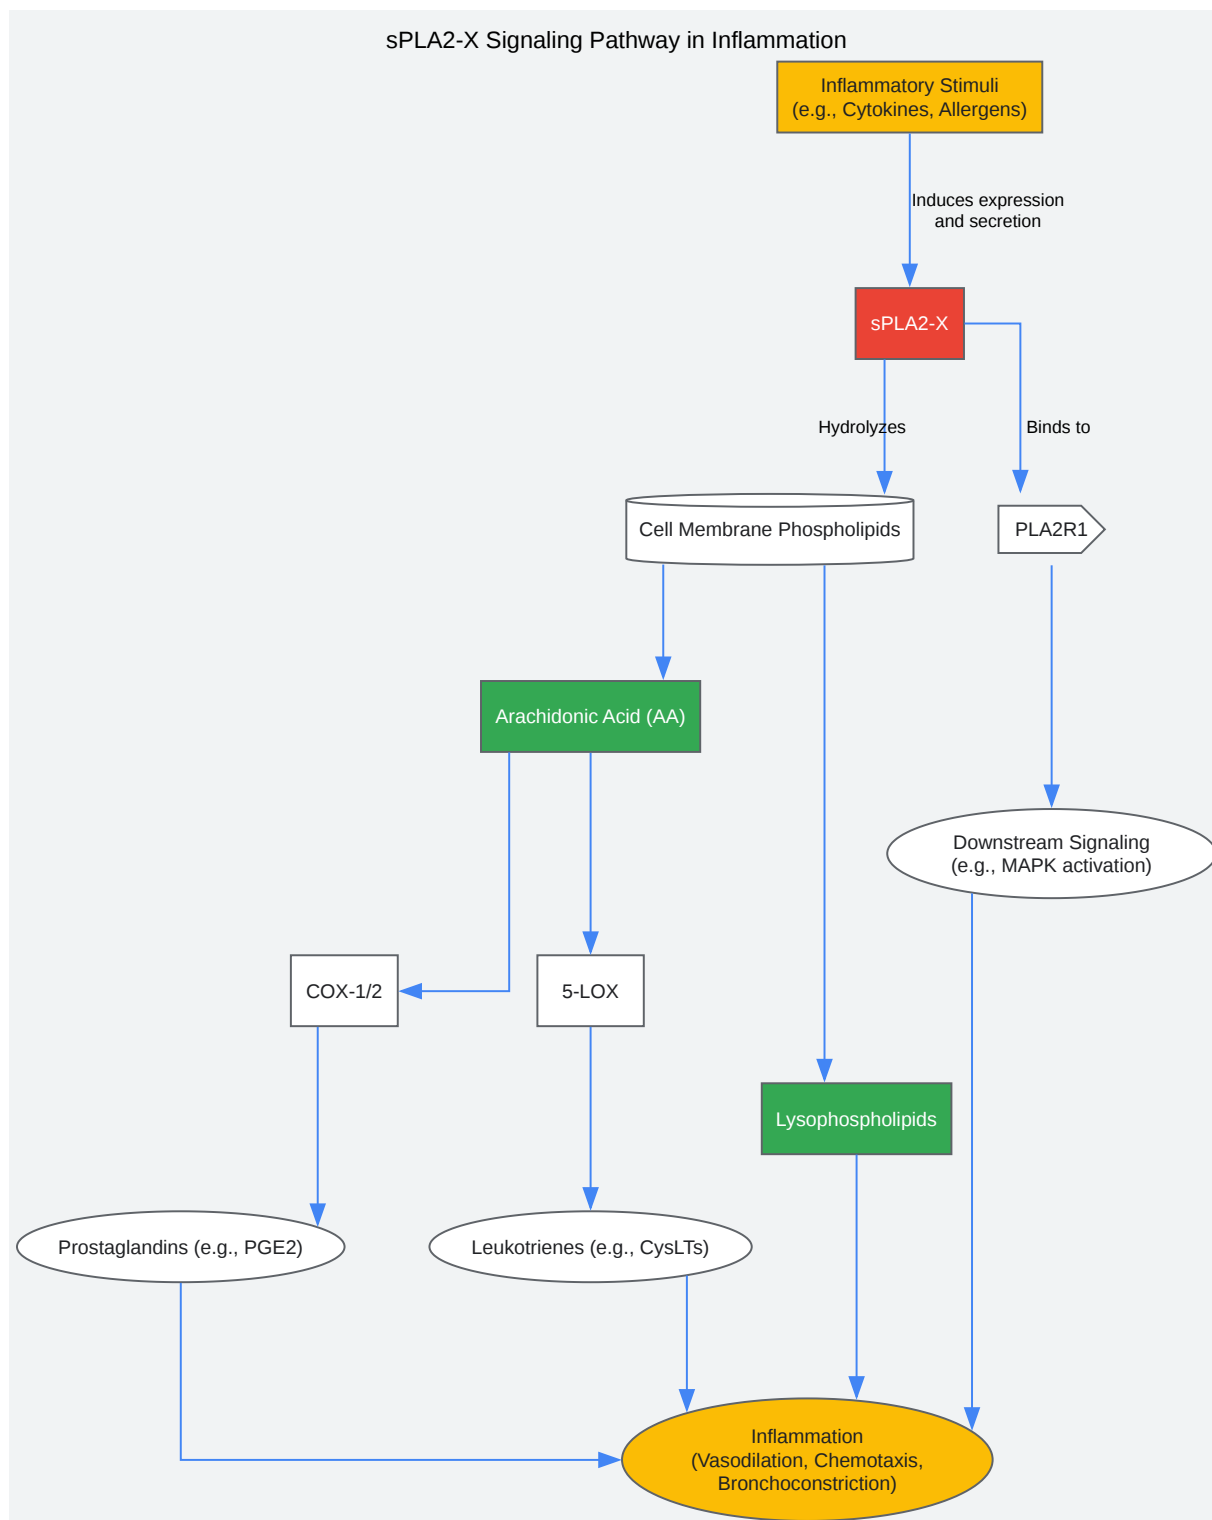 sPLA2-X Signaling Pathway in Inflammation
Inflammatory Stimuli
(e.g., Cytokines, Allergens)
Induces expression
and secretion
sPLA2-X
Hydrolyzes
Binds to
Cell Membrane Phospholipids
PLA2R1
Arachidonic Acid (AA)
Downstream Signaling
(e.g., MAPK activation)
COX-1/2
5-LOX
Lysophospholipids
Prostaglandins (e.g., PGE2)
Leukotrienes (e.g., CysLTs)
Inflammation
(Vasodilation, Chemotaxis,
Bronchoconstriction)